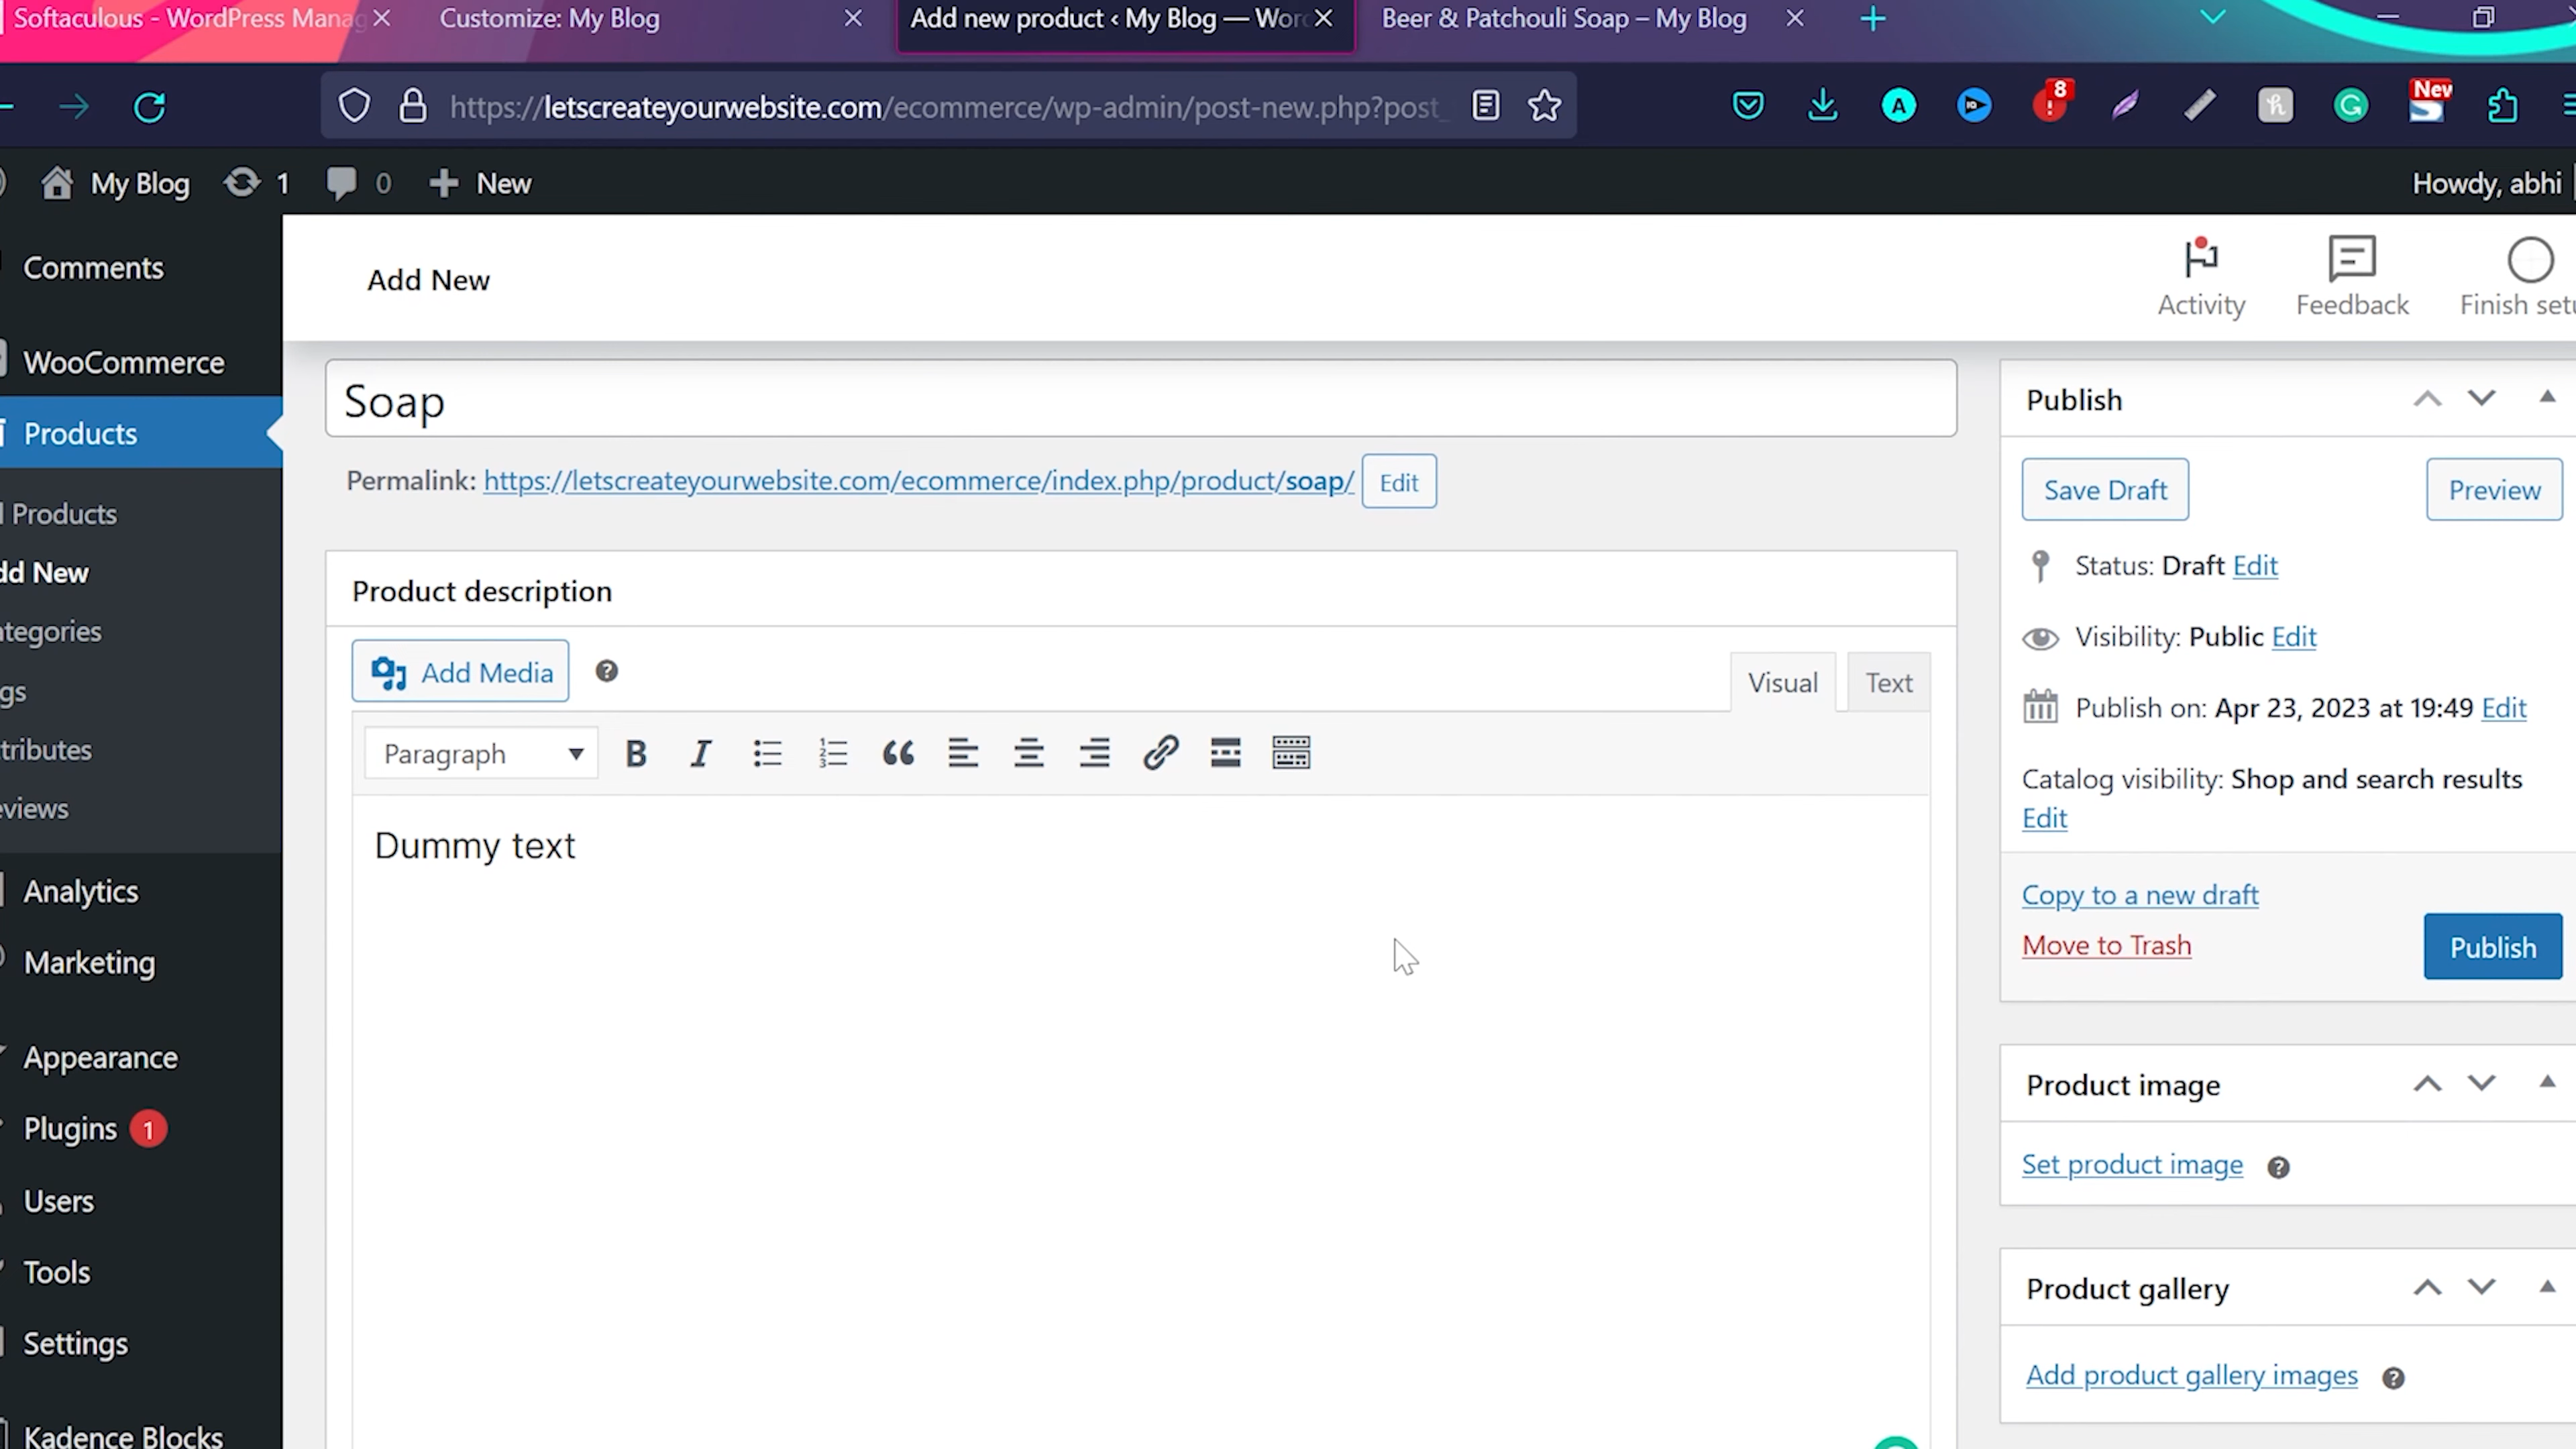 Softaculous - WordPress Manag
Customize: My Blog
Add new product ‹ My Blog — Wor
Beer & Patchouli Soap – My Blog
https://letscreateyourwebsite.com/ecommerce/wp-admin/post-new.php?post_
8
New
My Blog
1
0
New
Howdy, abhi
Comments
WooCommerce
Products
l Products
dd New
ategories
gs
tributes
eviews
Analytics
Marketing
Appearance
Plugins 1
Users
Tools
Settings
Kadence Blocks
Add New
Activity
Feedback
Finish setu
Soap
Permalink: https://letscreateyourwebsite.com/ecommerce/index.php/product/soap/ Edit
Product description
Add Media
Visual
Text
Paragraph
Dummy text
Publish
Save Draft
Preview
Status: Draft Edit
Visibility: Public Edit
Publish on: Apr 23, 2023 at 19:49 Edit
Catalog visibility: Shop and search results
Edit
Copy to a new draft
Move to Trash
Publish
Product image
Set product image
Product gallery
Add product gallery images